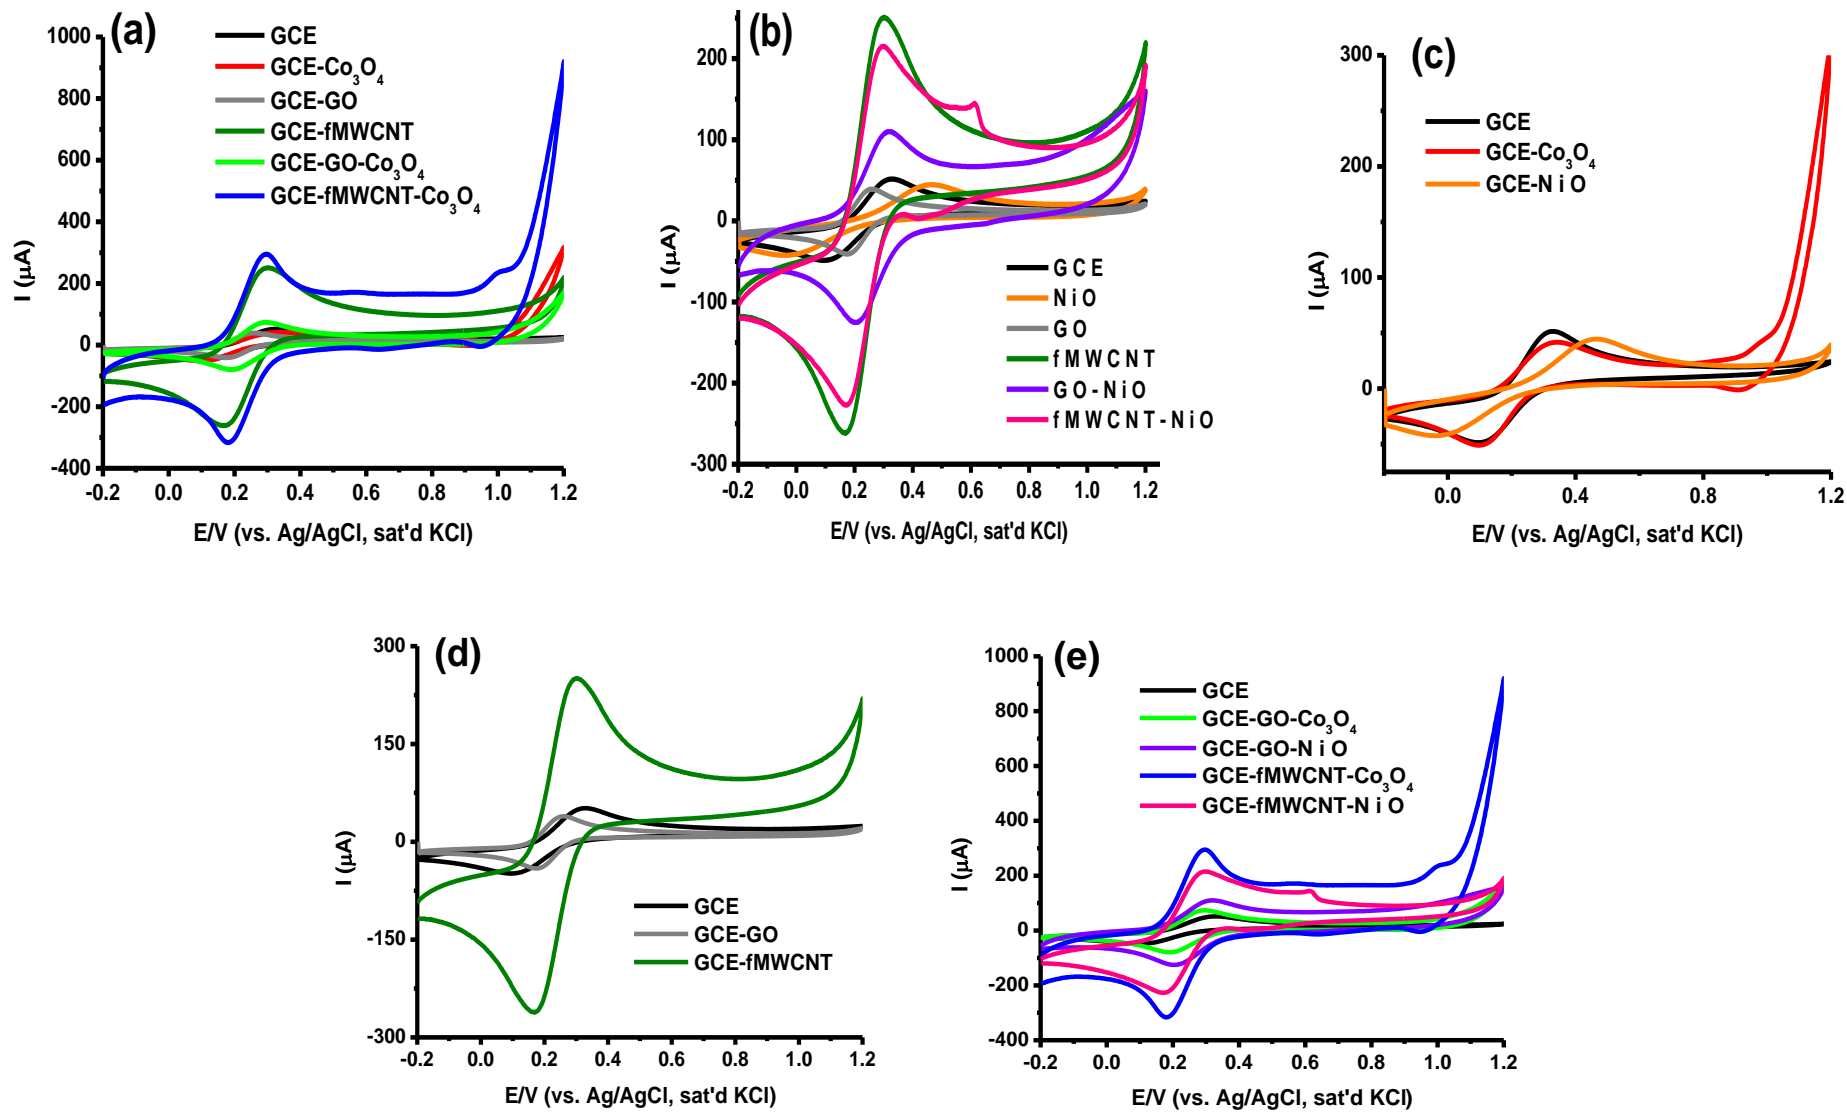 (a)
GCE
GCE-Co₃O₄
GCE-GO
GCE-fMWCNT
GCE-GO-Co₃O₄
GCE-fMWCNT-Co₃O₄
1000
800
600
400
200
0
-200
-400
I (µA)
-0.2 0.0 0.2 0.4 0.6 0.8 1.0 1.2
E/V (vs. Ag/AgCl, sat'd KCl)
(b)
200
100
0
-100
-200
-300
I (µA)
GCE
NiO
GO
fMWCNT
GO-NiO
fMWCNT-NiO
-0.2 0.0 0.2 0.4 0.6 0.8 1.0 1.2
E/V (vs. Ag/AgCl, sat'd KCl)
(c)
300
200
100
0
I (µA)
GCE
GCE-Co₃O₄
GCE-NiO
0.0 0.4 0.8 1.2
E/V (vs. Ag/AgCl, sat'd KCl)
(d)
300
150
0
-150
-300
I (µA)
GCE
GCE-GO
GCE-fMWCNT
-0.2 0.0 0.2 0.4 0.6 0.8 1.0 1.2
E/V (vs. Ag/AgCl, sat'd KCl)
(e)
1000
800
600
400
200
0
-200
-400
I (µA)
GCE
GCE-GO-Co₃O₄
GCE-GO-NiO
GCE-fMWCNT-Co₃O₄
GCE-fMWCNT-NiO
-0.2 0.0 0.2 0.4 0.6 0.8 1.0 1.2
E/V (vs. Ag/AgCl, sat'd KCl)